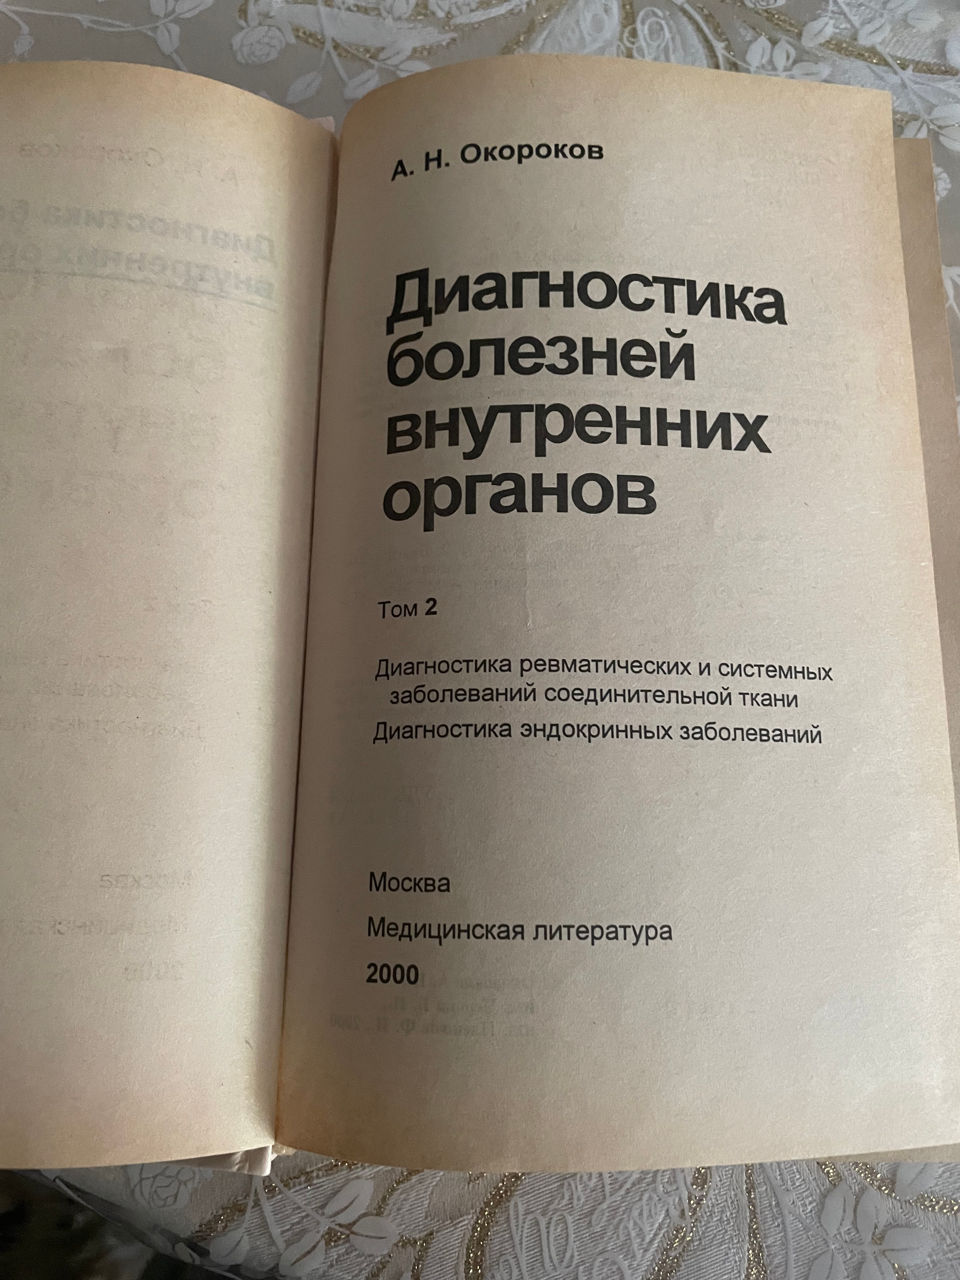 А. Н. Окороков
Диагностика
болезней
внутренних
органов
Том 2
Диагностика ревматических и системных
заболеваний соединительной ткани
Диагностика эндокринных заболеваний
Москва
Медицинская литература
2000